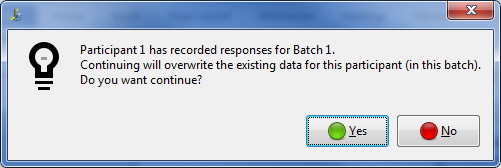 Participant 1 has recorded responses for Batch 1.
Continuing will overwrite the existing data for this participant (in this batch).
Do you want continue?
Yes
No